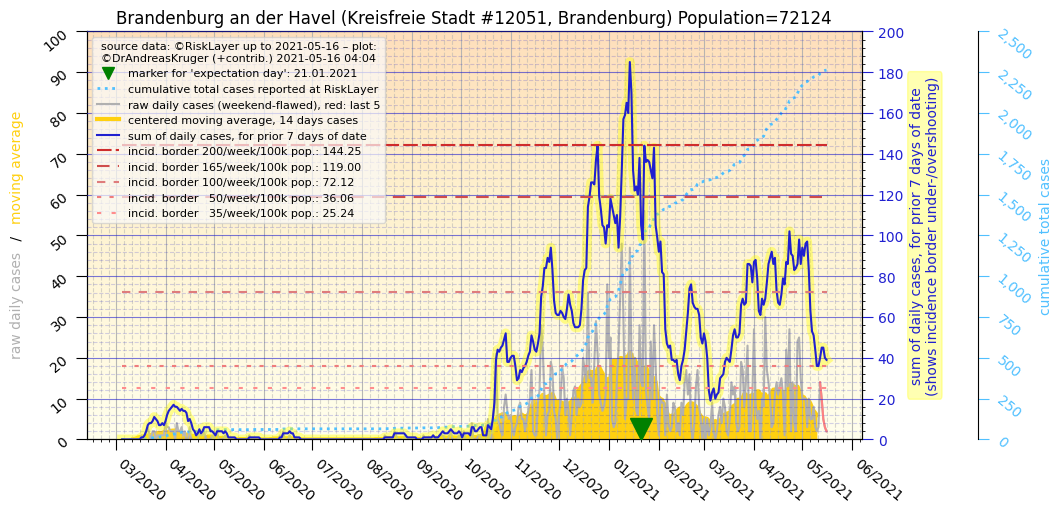 Brandenburg an der Havel (Kreisfreie Stadt #12051, Brandenburg) Population=72124
source data: ©RiskLayer up to 2021-05-16 – plot:
©DrAndreasKruger (+contrib.) 2021-05-16 04:04
marker for 'expectation day': 21.01.2021
cumulative total cases reported at RiskLayer
raw daily cases (weekend-flawed), red: last 5
centered moving average, 14 days cases
sum of daily cases, for prior 7 days of date
incid. border 200/week/100k pop.: 144.25
incid. border 165/week/100k pop.: 119.00
incid. border 100/week/100k pop.: 72.12
incid. border   50/week/100k pop.: 36.06
incid. border   35/week/100k pop.: 25.24
raw daily cases / moving average
100
90
80
70
60
50
40
30
20
10
0
03/2020
04/2020
05/2020
06/2020
07/2020
08/2020
09/2020
10/2020
11/2020
12/2020
01/2021
02/2021
03/2021
04/2021
05/2021
06/2021
200
180
160
140
120
100
80
60
40
20
0
sum of daily cases, for prior 7 days of date
(shows incidence border under-/overshooting)
2,500
2,250
2,000
1,750
1,500
1,250
1,000
750
500
250
0
cumulative total cases